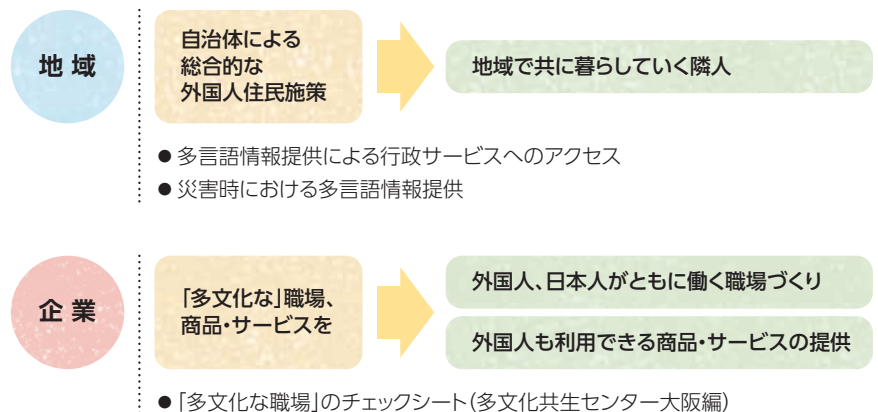 地域
自治体による
総合的な
外国人住民施策
地域で共に暮らしていく隣人
●多言語情報提供による行政サービスへのアクセス
●災害時における多言語情報提供
企業
「多文化な」職場、
商品・サービスを
外国人、日本人がともに働く職場づくり
外国人も利用できる商品・サービスの提供
●「多文化な職場」のチェックシート（多文化共生センター大阪編）